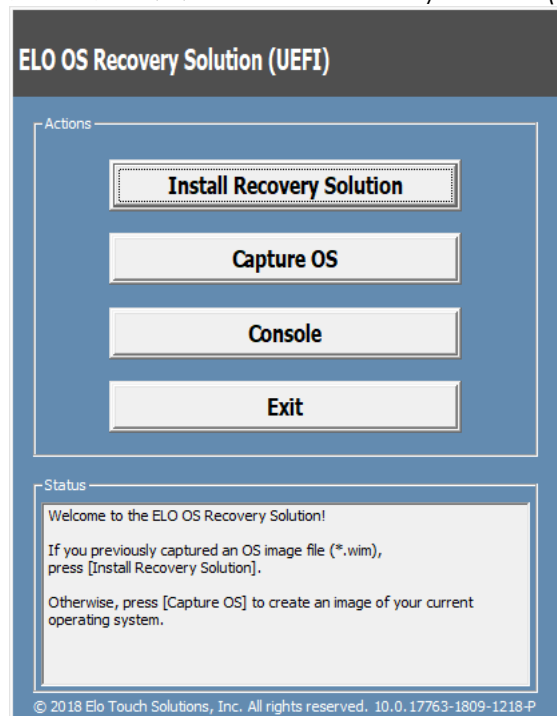 ELO OS Recovery Solution (UEFI)
Actions
Install Recovery Solution
Capture OS
Console
Exit
Status
Welcome to the ELO OS Recovery Solution!
If you previously captured an OS image file (*.wim),
press [Install Recovery Solution].
Otherwise, press [Capture OS] to create an image of your current
operating system.
© 2018 Elo Touch Solutions, Inc. All rights reserved. 10.0.17763-1809-1218-P